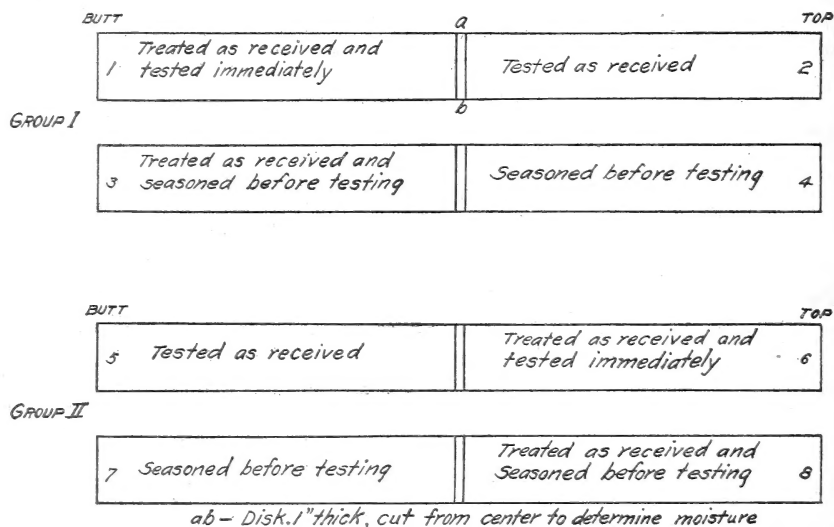 BUTT a TOP
1 Treated as received and
tested immediately
Tested as received 2
b
GROUP I
3 Treated as received and
seasoned before testing
Seasoned before testing 4
BUTT TOP
5 Tested as received
Treated as received and
tested immediately 6
GROUP II
7 Seasoned before testing
Treated as received and
Seasoned before testing 8
ab - Disk.1" thick, cut from center to determine moisture